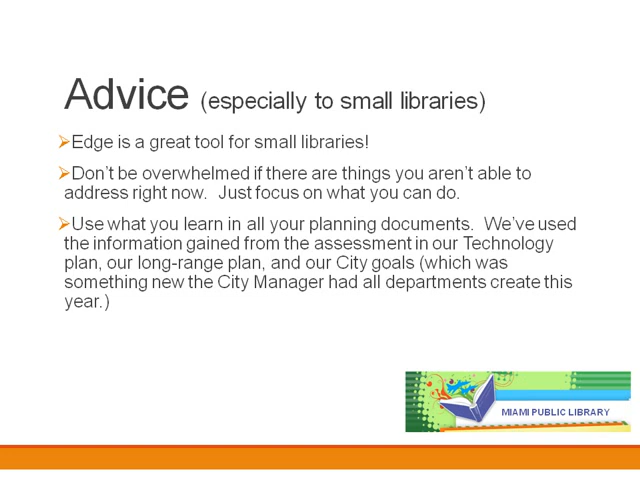 Advice (especially to small libraries)
➢Edge is a great tool for small libraries!
➢Don’t be overwhelmed if there are things you aren’t able to
address right now.  Just focus on what you can do.
➢Use what you learn in all your planning documents.  We’ve used
the information gained from the assessment in our Technology
plan, our long-range plan, and our City goals (which was
something new the City Manager had all departments create this
year.)
MIAMI PUBLIC LIBRARY